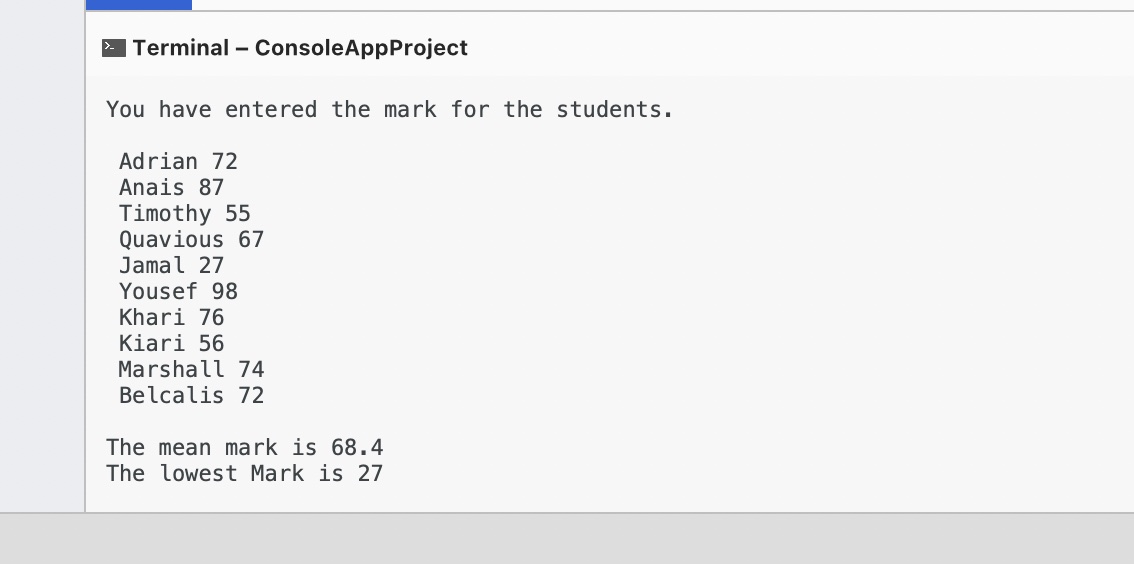 Terminal – ConsoleAppProject
You have entered the mark for the students.
Adrian 72
Anais 87
Timothy 55
Quavious 67
Jamal 27
Yousef 98
Khari 76
Kiari 56
Marshall 74
Belcalis 72
The mean mark is 68.4
The lowest Mark is 27